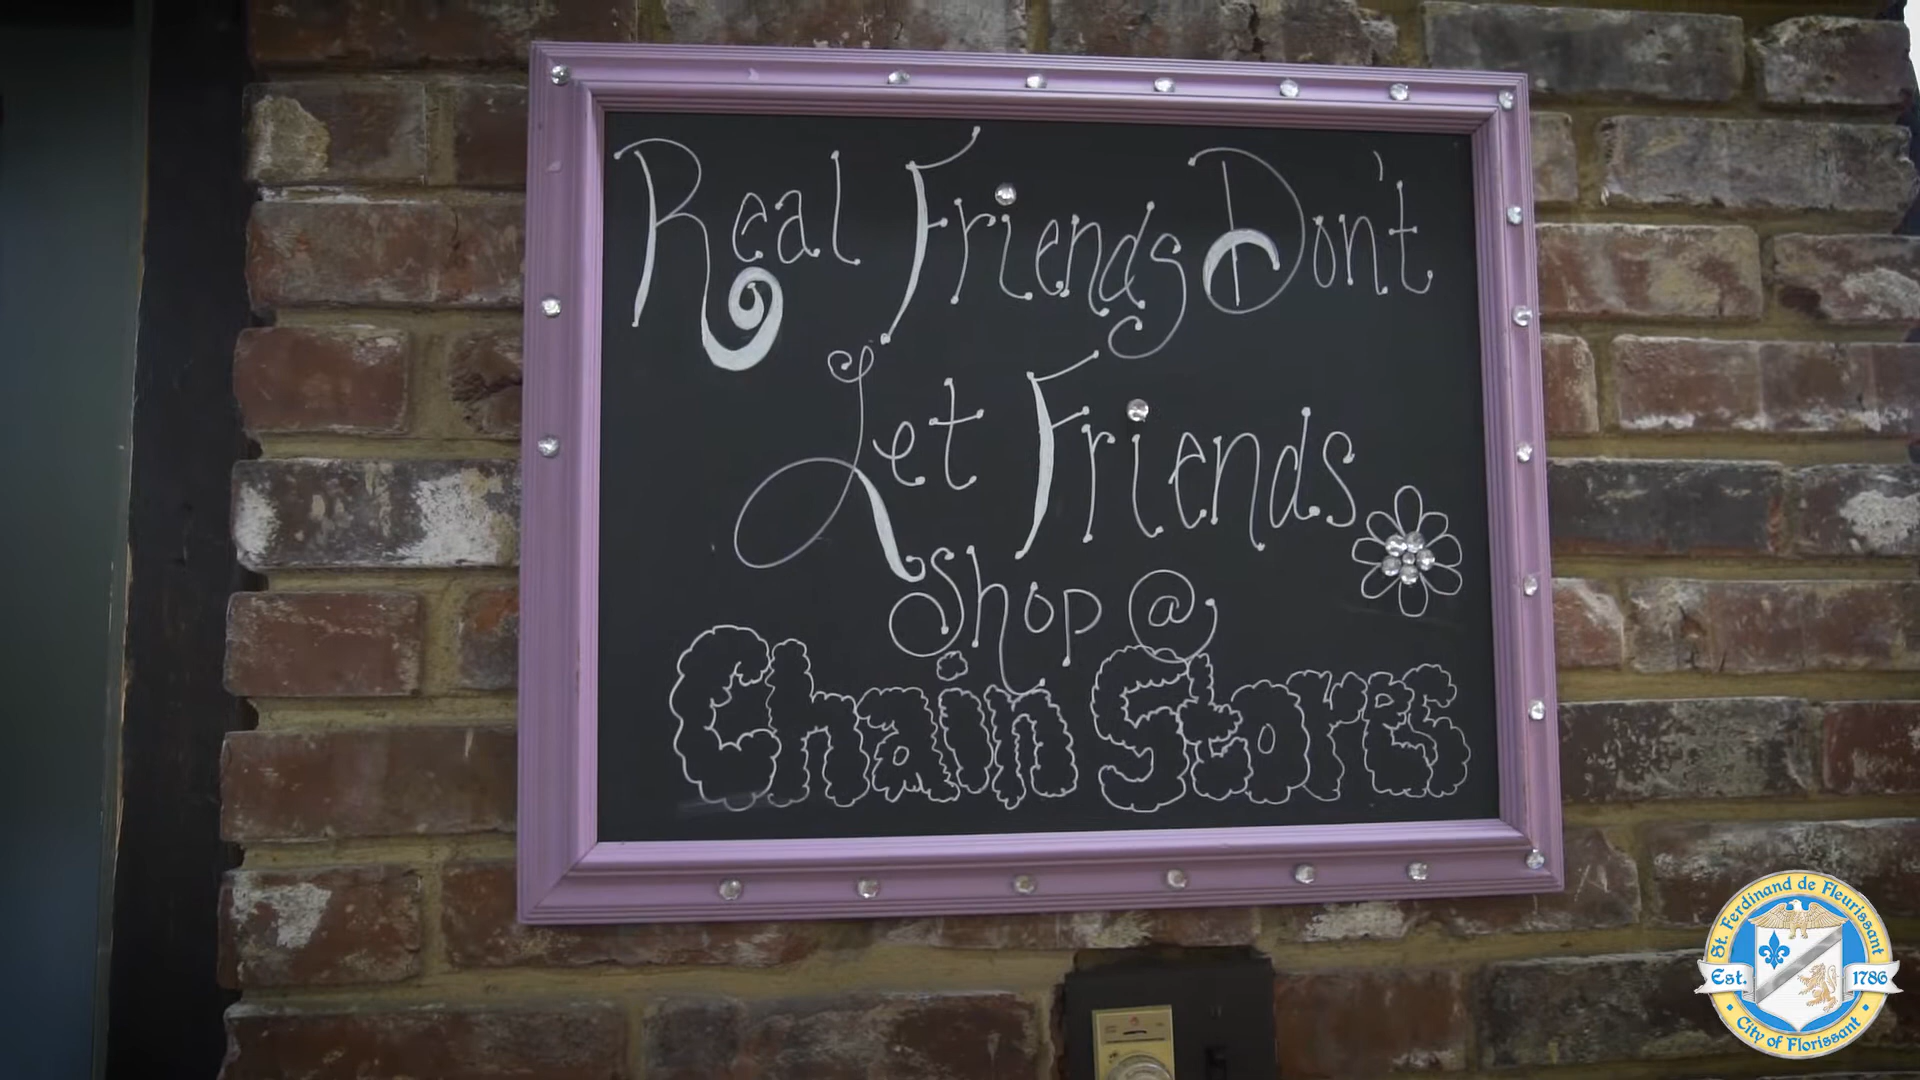 Real Friends Don't
Let Friends
Shop @
Chain Stores
St. Ferdinand de Fleurissant
Est. 1786
City of Florissant